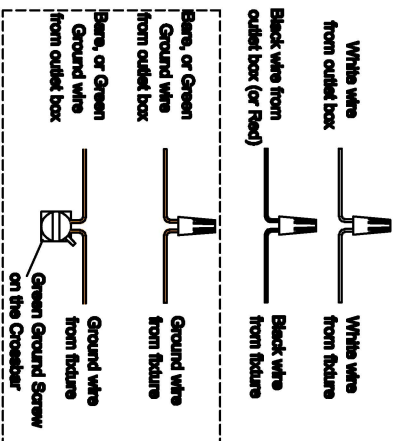 White wire
from outlet box
White wire
from fixture
Black wire from
outlet box (or Red)
Black wire
from fixture
Bare, or Green
Ground wire
from outlet box
Ground wire
from fixture
Bare, or Green
Ground wire
from outlet box
Ground wire
from fixture
Green Ground Screw
on the Crossbar